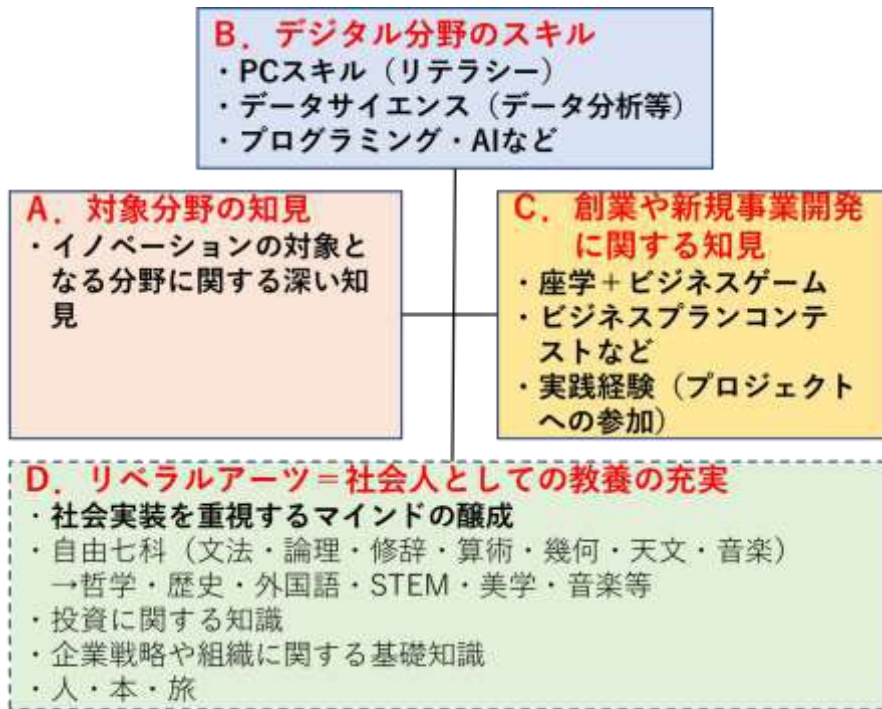 B．デジタル分野のスキル
・PCスキル（リテラシー）
・データサイエンス（データ分析等）
・プログラミング・AIなど
A．対象分野の知見
・イノベーションの対象と
なる分野に関する深い知
見
C．創業や新規事業開発
に関する知見
・座学＋ビジネスゲーム
・ビジネスプランコンテ
ストなど
・実践経験（プロジェクト
への参加）
D．リベラルアーツ＝社会人としての教養の充実
・社会実装を重視するマインドの醸成
・自由七科（文法・論理・修辞・算術・幾何・天文・音楽）
→哲学・歴史・外国語・STEM・美学・音楽等
・投資に関する知識
・企業戦略や組織に関する基礎知識
・人・本・旅